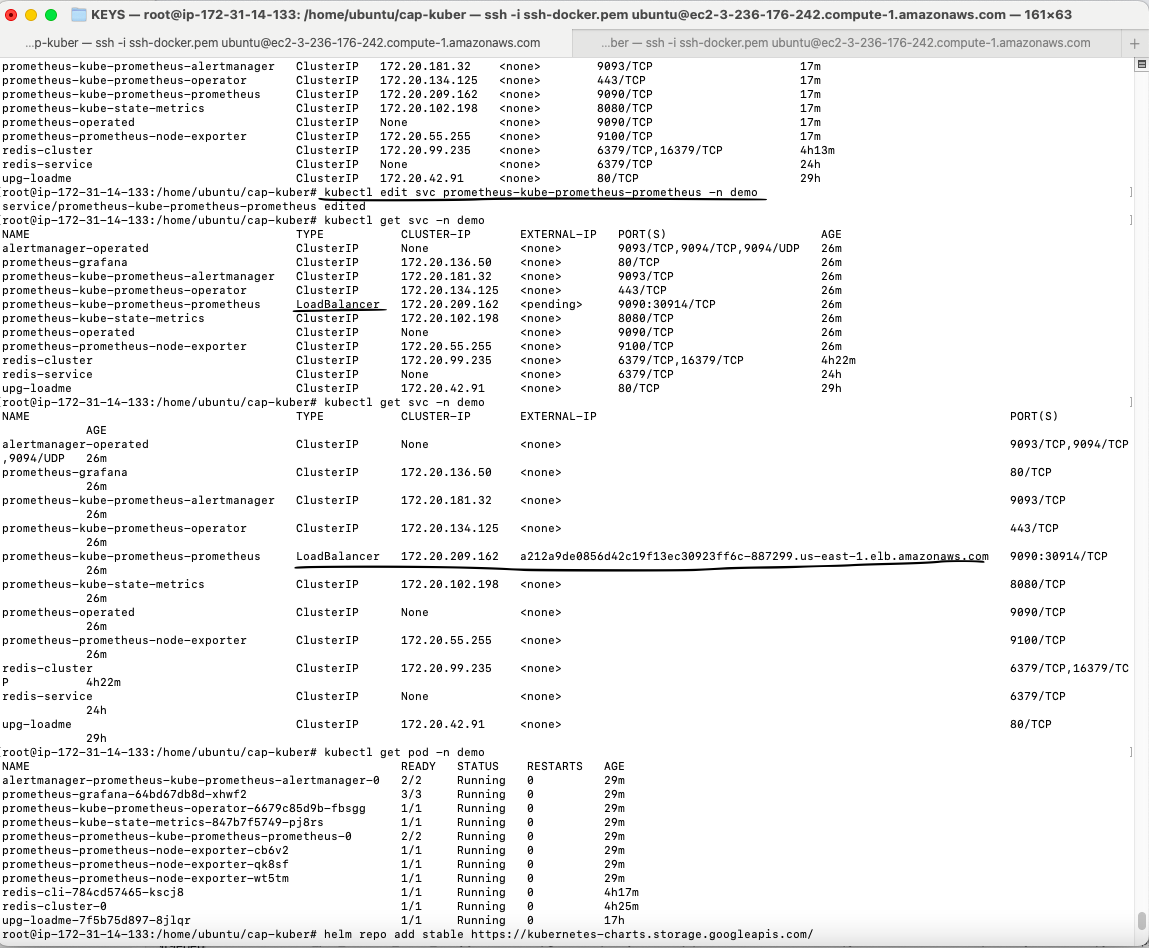 KEYS — root@ip-172-31-14-133: /home/ubuntu/cap-kuber — ssh -i ssh-docker.pem ubuntu@ec2-3-236-176-242.compute-1.amazonaws.com — 161×63
...p-kuber — ssh -i ssh-docker.pem ubuntu@ec2-3-236-176-242.compute-1.amazonaws.com ...ber — ssh -i ssh-docker.pem ubuntu@ec2-3-236-176-242.compute-1.amazonaws.com +
prometheus-kube-prometheus-alertmanager ClusterIP 172.20.181.32 <none> 9093/TCP 17m
prometheus-kube-prometheus-operator ClusterIP 172.20.134.125 <none> 443/TCP 17m
prometheus-kube-prometheus-prometheus ClusterIP 172.20.209.162 <none> 9090/TCP 17m
prometheus-kube-state-metrics ClusterIP 172.20.102.198 <none> 8080/TCP 17m
prometheus-operated ClusterIP None <none> 9090/TCP 17m
prometheus-prometheus-node-exporter ClusterIP 172.20.55.255 <none> 9100/TCP 17m
redis-cluster ClusterIP 172.20.99.235 <none> 6379/TCP,16379/TCP 4h13m
redis-service ClusterIP None <none> 6379/TCP 24h
upg-loadme ClusterIP 172.20.42.91 <none> 80/TCP 29h
[root@ip-172-31-14-133:/home/ubuntu/cap-kuber# kubectl edit svc prometheus-kube-prometheus-prometheus -n demo ]
service/prometheus-kube-prometheus-prometheus edited
[root@ip-172-31-14-133:/home/ubuntu/cap-kuber# kubectl get svc -n demo ]
NAME TYPE CLUSTER-IP EXTERNAL-IP PORT(S) AGE
alertmanager-operated ClusterIP None <none> 9093/TCP,9094/TCP,9094/UDP 26m
prometheus-grafana ClusterIP 172.20.136.50 <none> 80/TCP 26m
prometheus-kube-prometheus-alertmanager ClusterIP 172.20.181.32 <none> 9093/TCP 26m
prometheus-kube-prometheus-operator ClusterIP 172.20.134.125 <none> 443/TCP 26m
prometheus-kube-prometheus-prometheus LoadBalancer 172.20.209.162 <pending> 9090:30914/TCP 26m
prometheus-kube-state-metrics ClusterIP 172.20.102.198 <none> 8080/TCP 26m
prometheus-operated ClusterIP None <none> 9090/TCP 26m
prometheus-prometheus-node-exporter ClusterIP 172.20.55.255 <none> 9100/TCP 26m
redis-cluster ClusterIP 172.20.99.235 <none> 6379/TCP,16379/TCP 4h22m
redis-service ClusterIP None <none> 6379/TCP 24h
upg-loadme ClusterIP 172.20.42.91 <none> 80/TCP 29h
[root@ip-172-31-14-133:/home/ubuntu/cap-kuber# kubectl get svc -n demo ]
NAME TYPE CLUSTER-IP EXTERNAL-IP PORT(S)
AGE
alertmanager-operated ClusterIP None <none> 9093/TCP,9094/TCP
,9094/UDP 26m
prometheus-grafana ClusterIP 172.20.136.50 <none> 80/TCP
26m
prometheus-kube-prometheus-alertmanager ClusterIP 172.20.181.32 <none> 9093/TCP
26m
prometheus-kube-prometheus-operator ClusterIP 172.20.134.125 <none> 443/TCP
26m
prometheus-kube-prometheus-prometheus LoadBalancer 172.20.209.162 a212a9de0856d42c19f13ec30923ff6c-887299.us-east-1.elb.amazonaws.com 9090:30914/TCP
26m
prometheus-kube-state-metrics ClusterIP 172.20.102.198 <none> 8080/TCP
26m
prometheus-operated ClusterIP None <none> 9090/TCP
26m
prometheus-prometheus-node-exporter ClusterIP 172.20.55.255 <none> 9100/TCP
26m
redis-cluster ClusterIP 172.20.99.235 <none> 6379/TCP,16379/TC
P 4h22m
redis-service ClusterIP None <none> 6379/TCP
24h
upg-loadme ClusterIP 172.20.42.91 <none> 80/TCP
29h
[root@ip-172-31-14-133:/home/ubuntu/cap-kuber# kubectl get pod -n demo ]
NAME READY STATUS RESTARTS AGE
alertmanager-prometheus-kube-prometheus-alertmanager-0 2/2 Running 0 29m
prometheus-grafana-64bd67db8d-xhwf2 3/3 Running 0 29m
prometheus-kube-prometheus-operator-6679c85d9b-fbsgg 1/1 Running 0 29m
prometheus-kube-state-metrics-847b7f5749-pj8rs 1/1 Running 0 29m
prometheus-prometheus-kube-prometheus-prometheus-0 2/2 Running 0 29m
prometheus-prometheus-node-exporter-cb6v2 1/1 Running 0 29m
prometheus-prometheus-node-exporter-qk8sf 1/1 Running 0 29m
prometheus-prometheus-node-exporter-wt5tm 1/1 Running 0 29m
redis-cli-784cd57465-kscj8 1/1 Running 0 4h17m
redis-cluster-0 1/1 Running 0 4h25m
upg-loadme-7f5b75d897-8jlqr 1/1 Running 0 17h
root@ip-172-31-14-133:/home/ubuntu/cap-kuber# helm repo add stable https://kubernetes-charts.storage.googleapis.com/